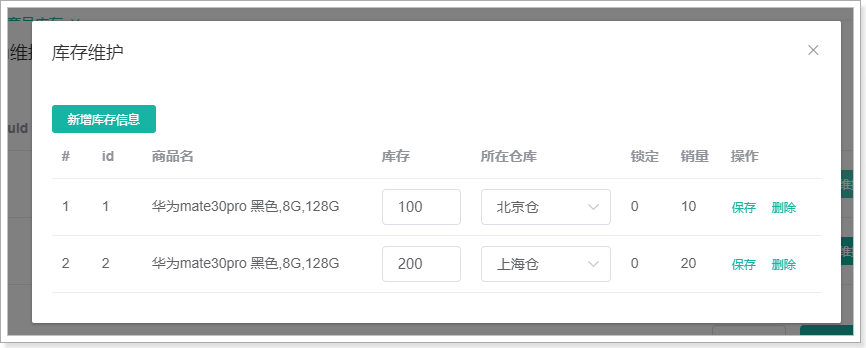 库存维护
新增库存信息
uId
# id 商品名 库存 所在仓库 锁定 销量 操作
1 1 华为mate30pro 黑色,8G,128G 100 北京仓 0 10 保存 删除
2 2 华为mate30pro 黑色,8G,128G 200 上海仓 0 20 保存 删除